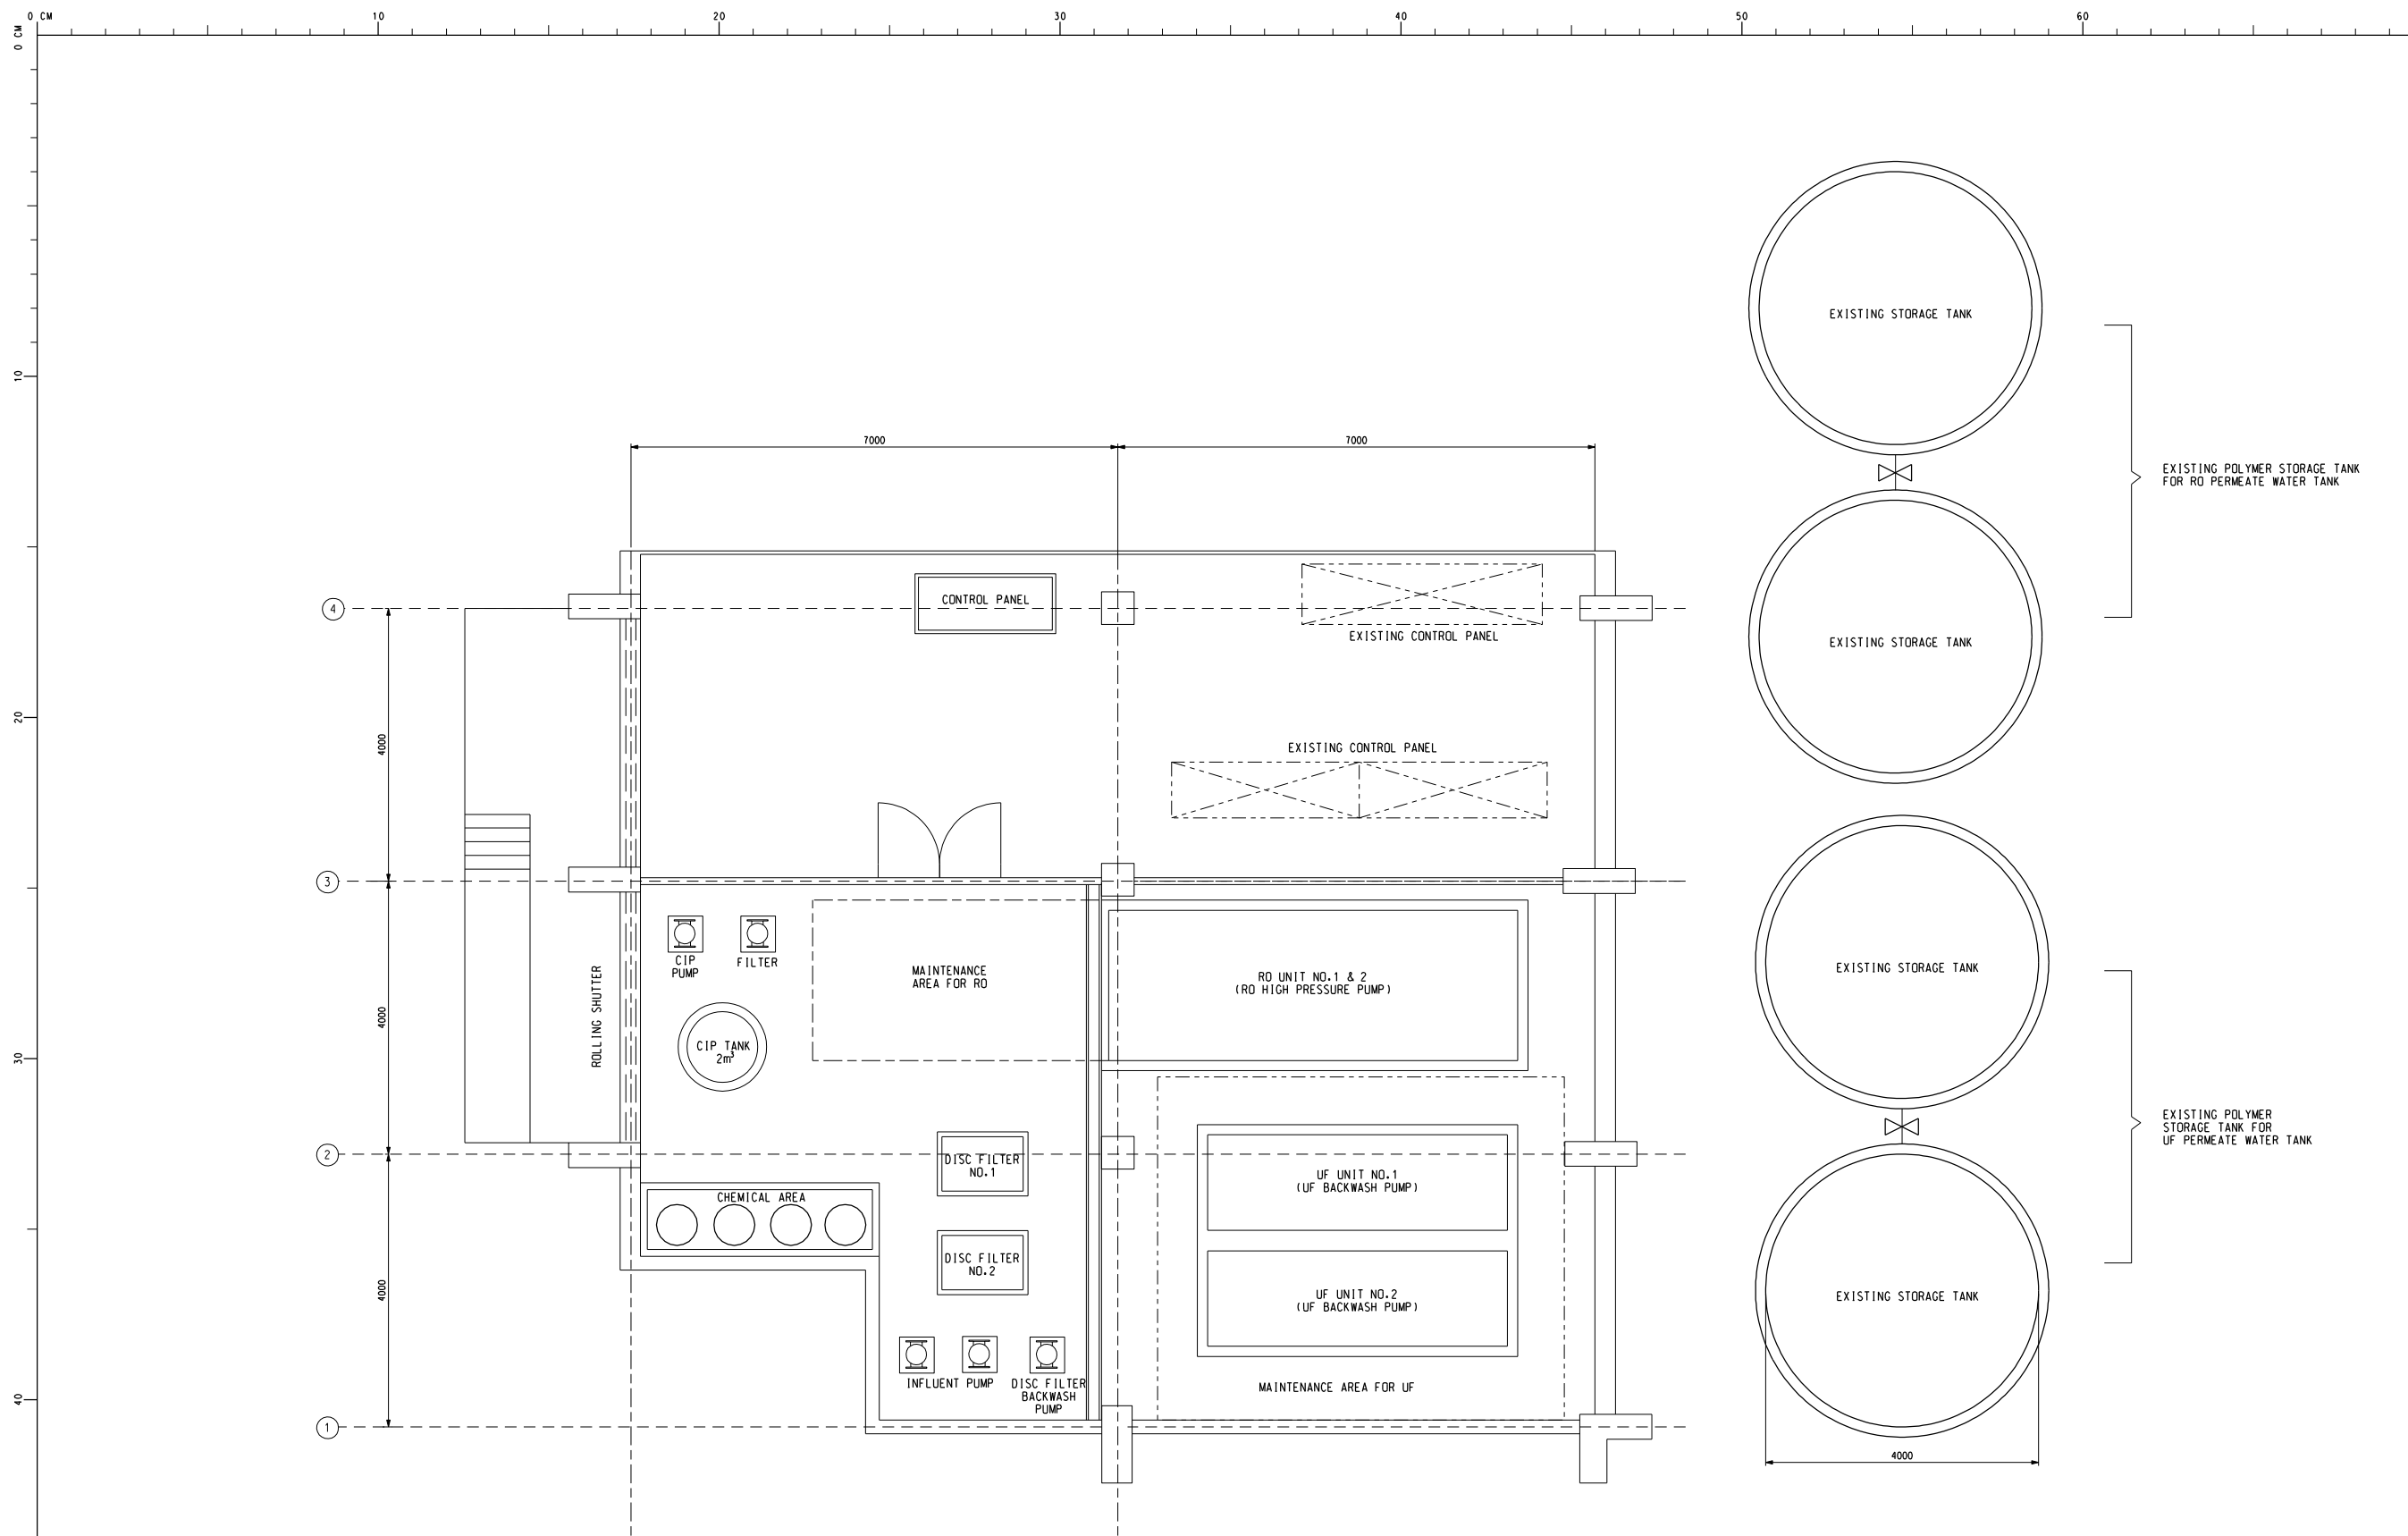 0 CM
10
20
30
40
50
60
0 CM
10
20
30
40
7000
7000
4000
4000
4000
4
3
2
1
CONTROL PANEL
EXISTING CONTROL PANEL
EXISTING CONTROL PANEL
ROLLING SHUTTER
CIP
PUMP
FILTER
CIP TANK
2m³
MAINTENANCE
AREA FOR RO
RO UNIT NO.1 & 2
(RO HIGH PRESSURE PUMP)
DISC FILTER
NO.1
DISC FILTER
NO.2
CHEMICAL AREA
UF UNIT NO.1
(UF BACKWASH PUMP)
UF UNIT NO.2
(UF BACKWASH PUMP)
INFLUENT PUMP
DISC FILTER
BACKWASH
PUMP
MAINTENANCE AREA FOR UF
EXISTING STORAGE TANK
EXISTING STORAGE TANK
EXISTING POLYMER STORAGE TANK
FOR RO PERMEATE WATER TANK
EXISTING STORAGE TANK
EXISTING STORAGE TANK
EXISTING POLYMER
STORAGE TANK FOR
UF PERMEATE WATER TANK
4000